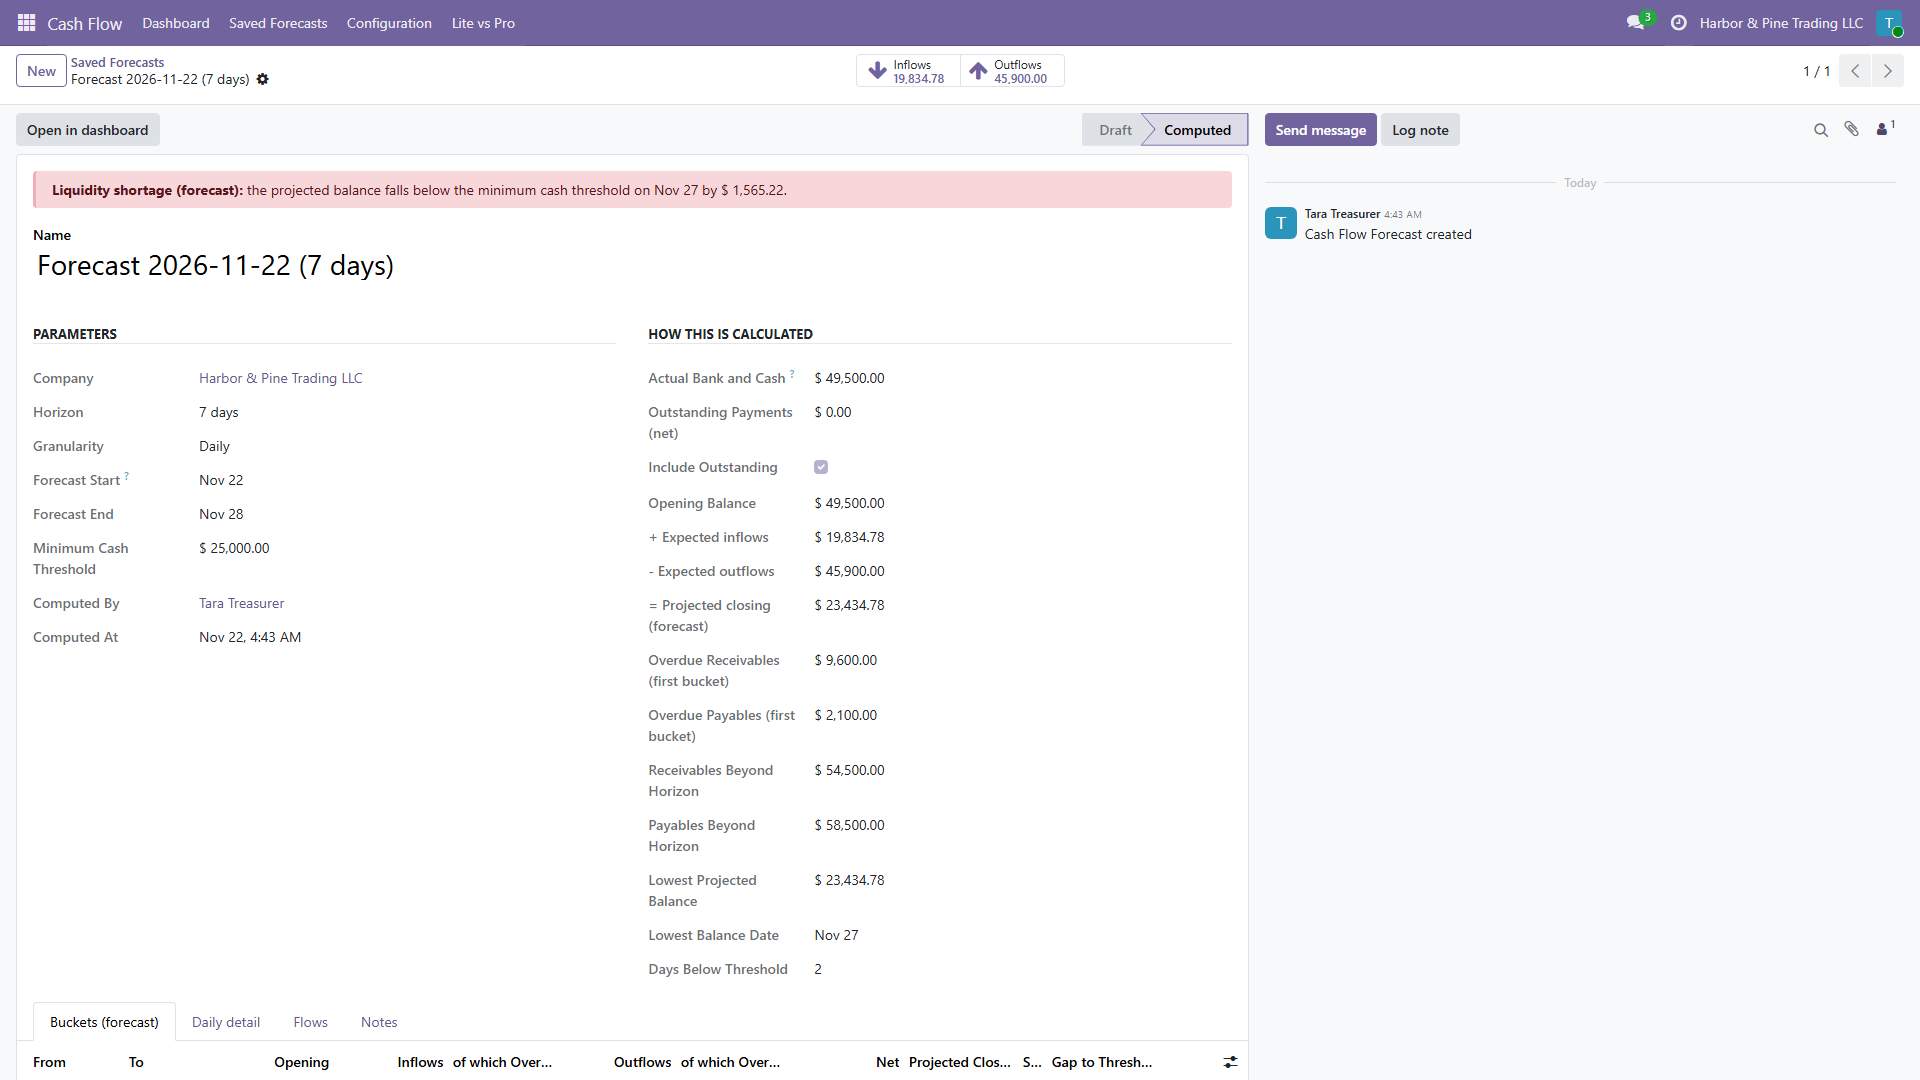 Cash Flow Dashboard Saved Forecasts Configuration Lite vs Pro 3 Harbor & Pine Trading LLC T
New Saved Forecasts
Forecast 2026-11-22 (7 days)
Inflows 19,834.78
Outflows 45,900.00
1 / 1
Open in dashboard Draft Computed Send message Log note 1
Liquidity shortage (forecast): the projected balance falls below the minimum cash threshold on Nov 27 by $ 1,565.22.
Today
T Tara Treasurer 4:43 AM
Cash Flow Forecast created
Name
Forecast 2026-11-22 (7 days)
PARAMETERS
Company Harbor & Pine Trading LLC
Horizon 7 days
Granularity Daily
Forecast Start ? Nov 22
Forecast End Nov 28
Minimum Cash Threshold $ 25,000.00
Computed By Tara Treasurer
Computed At Nov 22, 4:43 AM
HOW THIS IS CALCULATED
Actual Bank and Cash ? $ 49,500.00
Outstanding Payments (net) $ 0.00
Include Outstanding
Opening Balance $ 49,500.00
+ Expected inflows $ 19,834.78
- Expected outflows $ 45,900.00
= Projected closing (forecast) $ 23,434.78
Overdue Receivables (first bucket) $ 9,600.00
Overdue Payables (first bucket) $ 2,100.00
Receivables Beyond Horizon $ 54,500.00
Payables Beyond Horizon $ 58,500.00
Lowest Projected Balance $ 23,434.78
Lowest Balance Date Nov 27
Days Below Threshold 2
Buckets (forecast) Daily detail Flows Notes
From To Opening Inflows of which Over... Outflows of which Over... Net Projected Clos... S... Gap to Thresh...